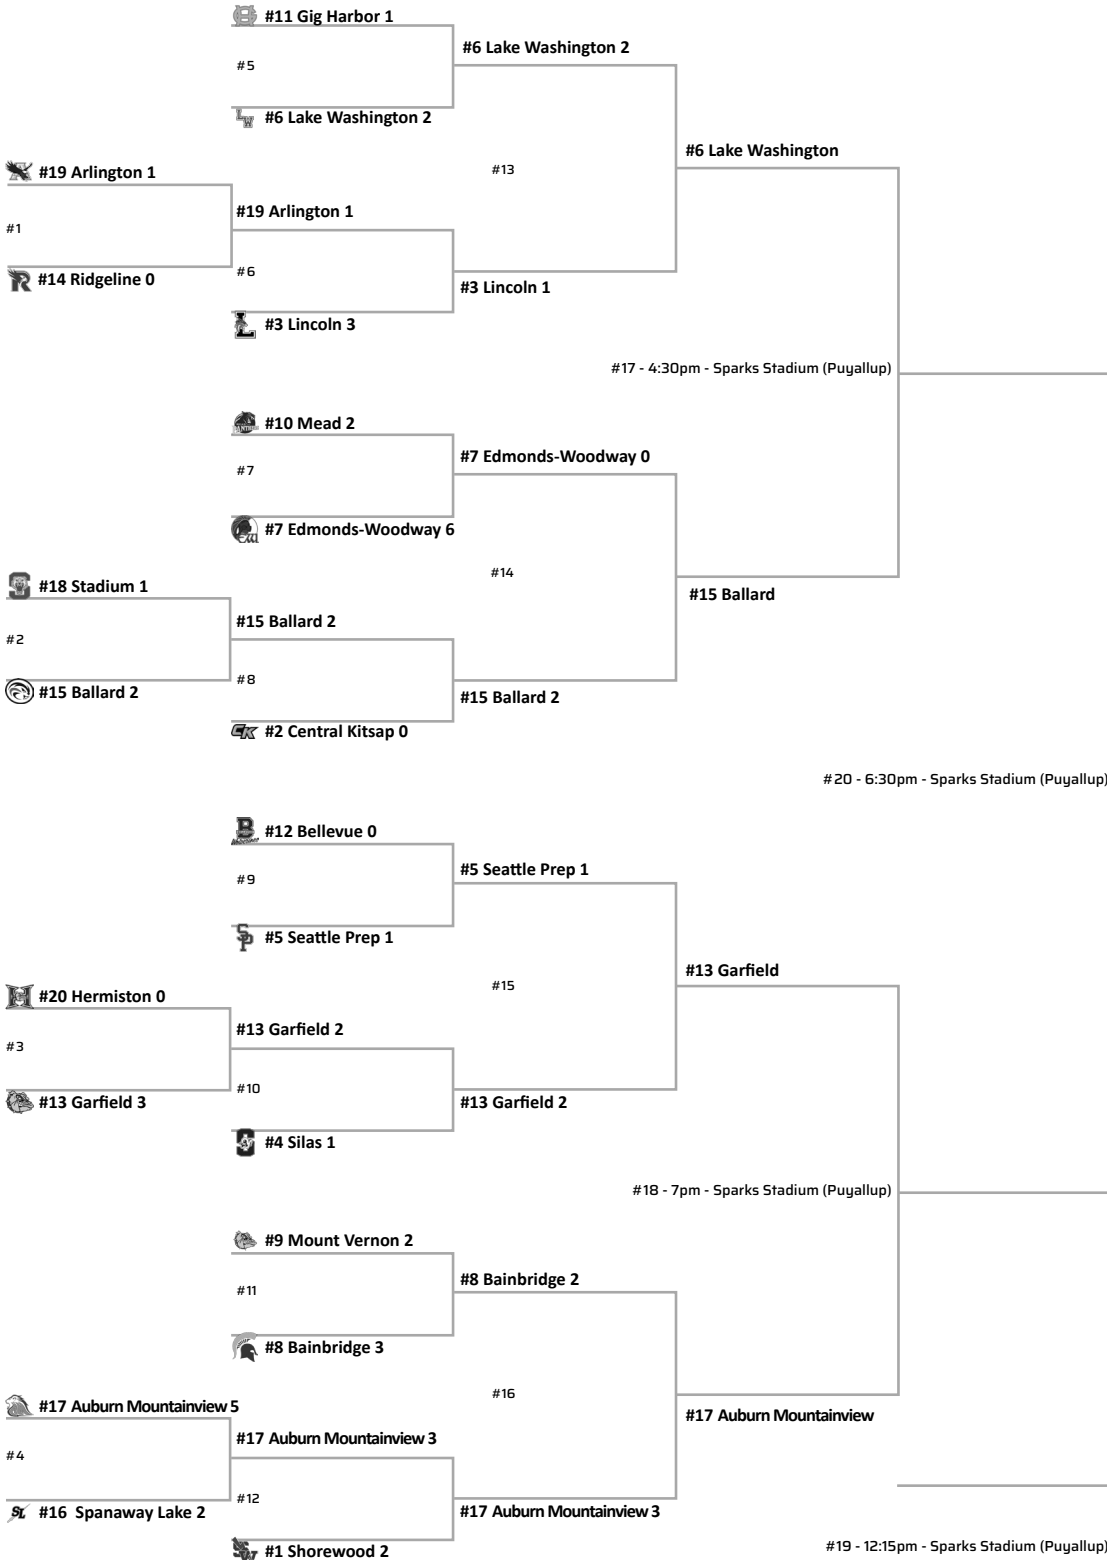 #11 Gig Harbor 1
#6 Lake Washington 2
#5
#6 Lake Washington 2
#6 Lake Washington
#13
#19 Arlington 1
#19 Arlington 1
#1
#6
#14 Ridgeline 0
#3 Lincoln 1
#3 Lincoln 3
#17 - 4:30pm - Sparks Stadium (Puyallup)
#10 Mead 2
#7 Edmonds-Woodway 0
#7
#7 Edmonds-Woodway 6
#14
#18 Stadium 1
#15 Ballard
#15 Ballard 2
#2
#8
#15 Ballard 2
#15 Ballard 2
#2 Central Kitsap 0
#20 - 6:30pm - Sparks Stadium (Puyallup)
#12 Bellevue 0
#5 Seattle Prep 1
#9
#5 Seattle Prep 1
#13 Garfield
#15
#20 Hermiston 0
#13 Garfield 2
#3
#10
#13 Garfield 3
#13 Garfield 2
#4 Silas 1
#18 - 7pm - Sparks Stadium (Puyallup)
#9 Mount Vernon 2
#8 Bainbridge 2
#11
#8 Bainbridge 3
#16
#17 Auburn Mountainview 5
#17 Auburn Mountainview
#17 Auburn Mountainview 3
#4
#12
#16 Spanaway Lake 2
#17 Auburn Mountainview 3
#1 Shorewood 2
#19 - 12:15pm - Sparks Stadium (Puyallup)